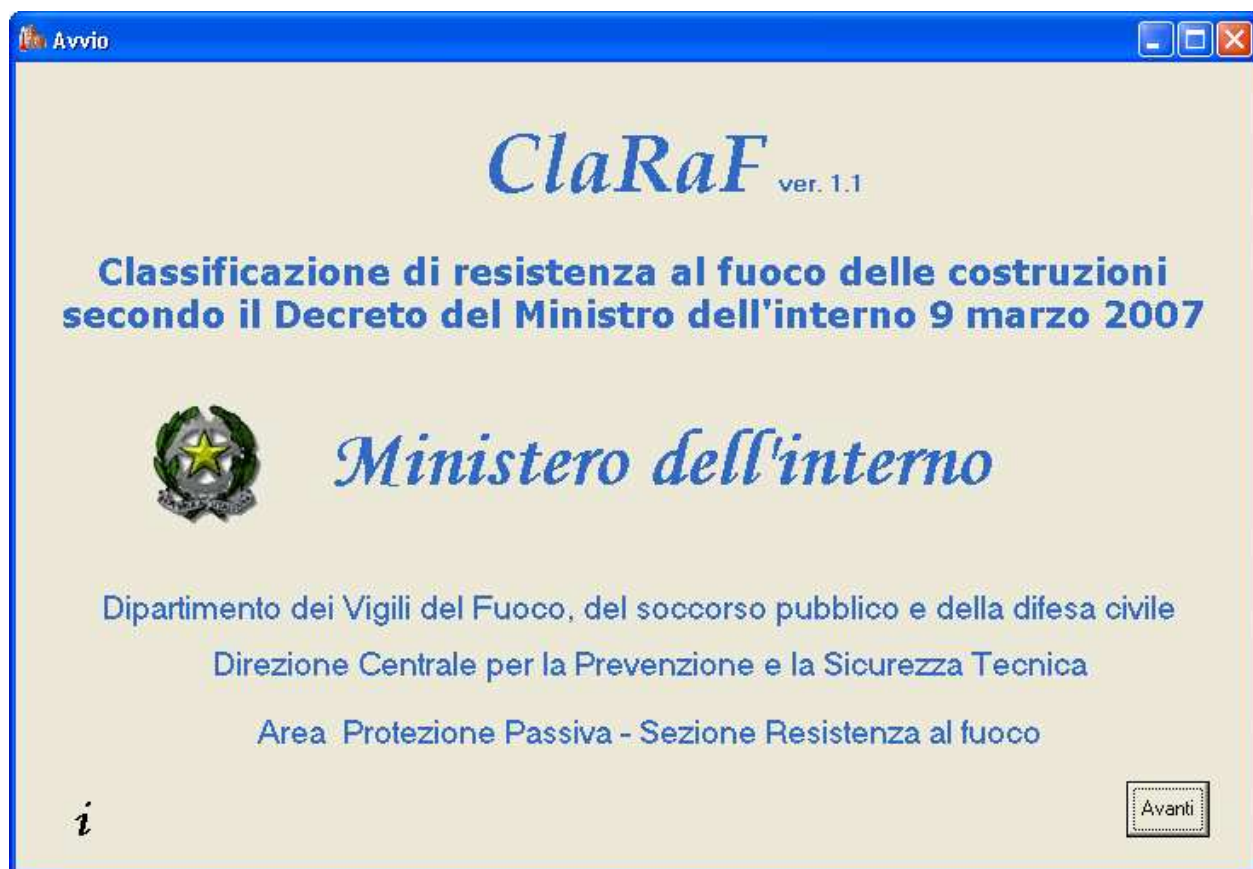 Avvio
ClaRaF ver. 1.1
Classificazione di resistenza al fuoco delle costruzioni
secondo il Decreto del Ministro dell'interno 9 marzo 2007
Ministero dell'interno
Dipartimento dei Vigili del Fuoco, del soccorso pubblico e della difesa civile
Direzione Centrale per la Prevenzione e la Sicurezza Tecnica
Area Protezione Passiva - Sezione Resistenza al fuoco
i
Avanti